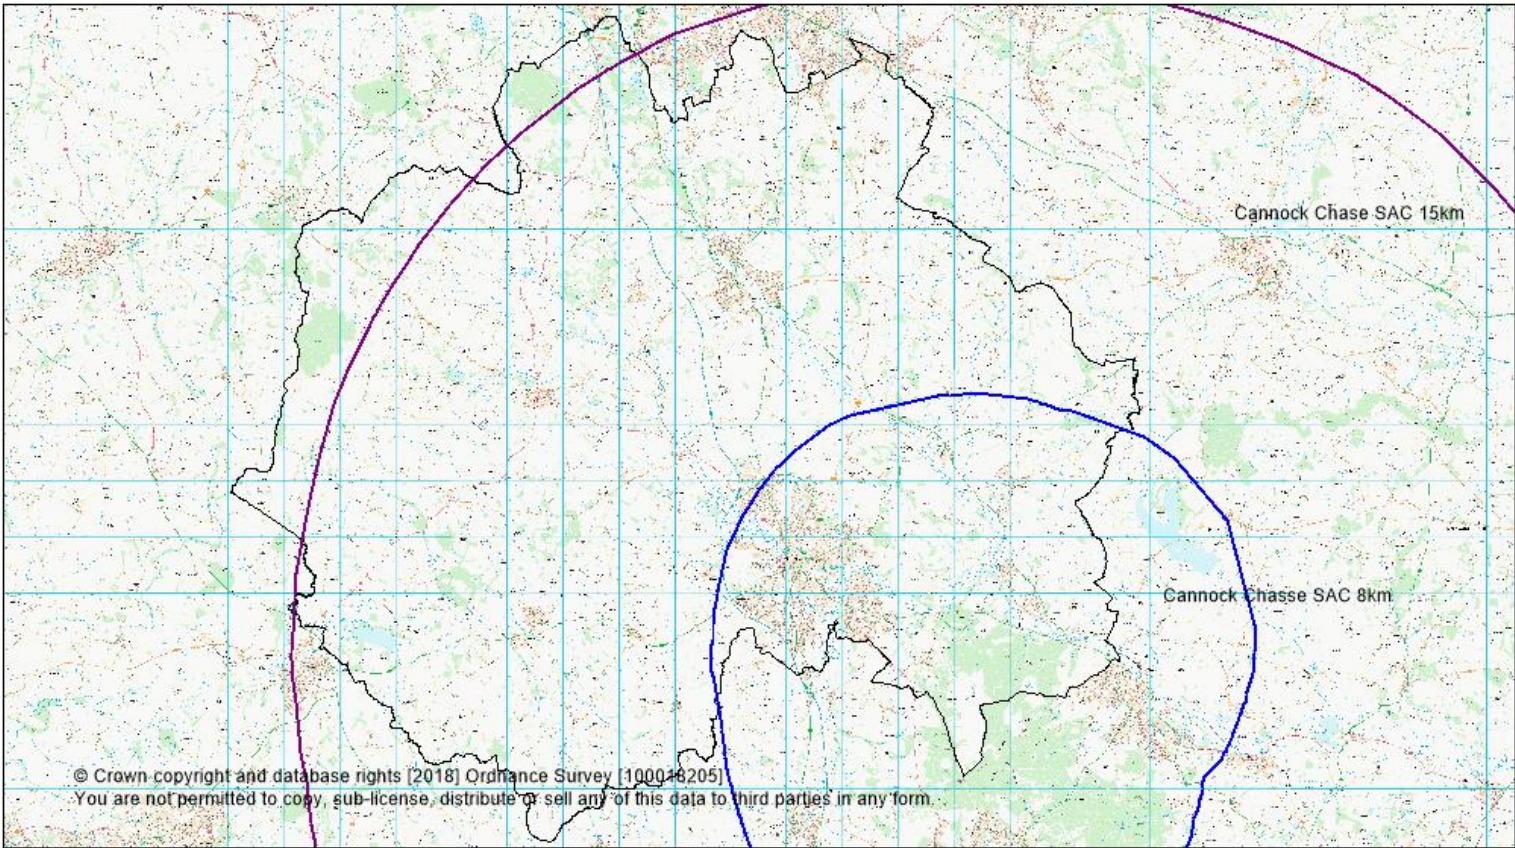 Cannock Chase SAC 15km
Cannock Chasse SAC 8km
© Crown copyright and database rights [2018] Ordnance Survey [100018205]
You are not permitted to copy, sub-license, distribute or sell any of this data to third parties in any form.